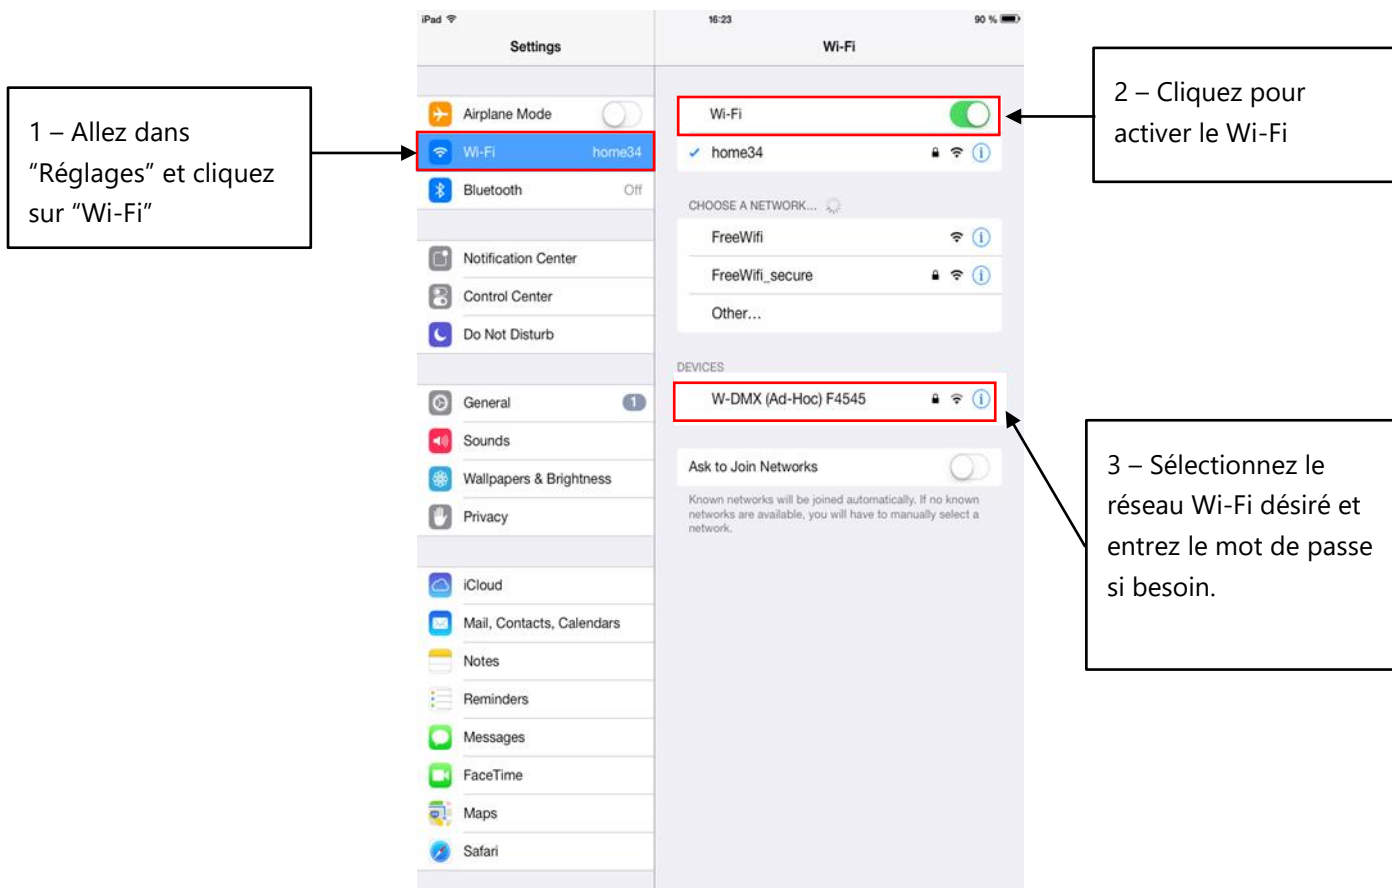 iPad 16:23 90 %
Settings
Wi-Fi
1 – Allez dans
“Réglages” et cliquez
sur “Wi-Fi”
Airplane Mode
Wi-Fi home34
Bluetooth Off
Notification Center
Control Center
Do Not Disturb
General 1
Sounds
Wallpapers & Brightness
Privacy
iCloud
Mail, Contacts, Calendars
Notes
Reminders
Messages
FaceTime
Maps
Safari
Wi-Fi
home34
CHOOSE A NETWORK...
FreeWifi
FreeWifi_secure
Other...
DEVICES
W-DMX (Ad-Hoc) F4545
Ask to Join Networks
Known networks will be joined automatically. If no known
networks are available, you will have to manually select a
network.
2 – Cliquez pour
activer le Wi-Fi
3 – Sélectionnez le
réseau Wi-Fi désiré et
entrez le mot de passe
si besoin.